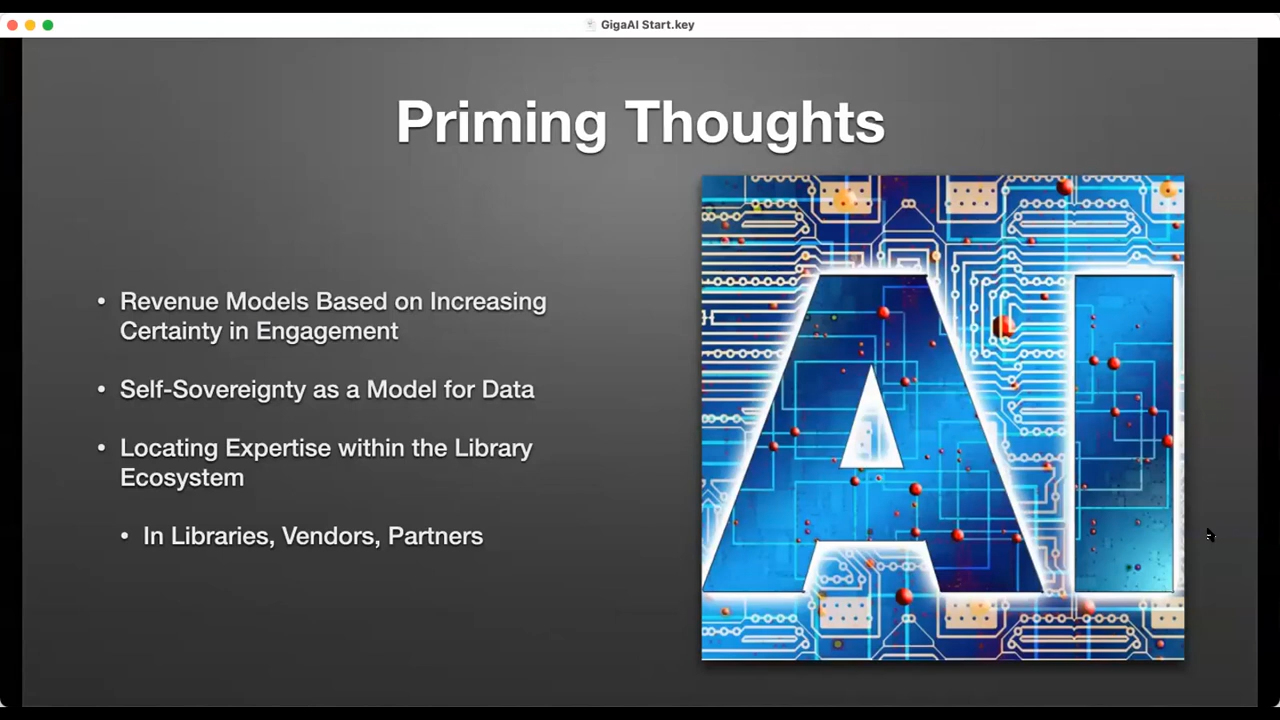 GigaAI Start.key
Priming Thoughts
• Revenue Models Based on Increasing
Certainty in Engagement
• Self-Sovereignty as a Model for Data
• Locating Expertise within the Library
Ecosystem
• In Libraries, Vendors, Partners
AI